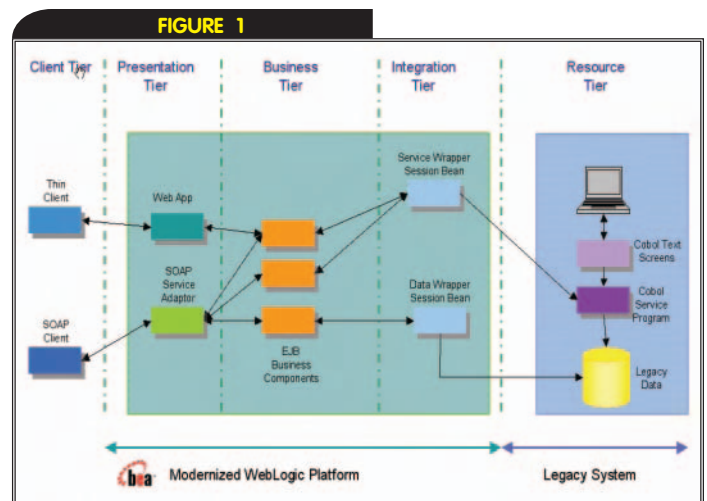 FIGURE 1
Client Tier
Presentation
Tier
Business
Tier
Integration
Tier
Resource
Tier
Thin
Client
Web App
Service Wrapper
Session Bean
Cobol Text
Screens
SOAP
Service
Adaptor
Data Wrapper
Session Bean
Cobol
Service
Program
SOAP
Client
EJB
Business
Components
Legacy
Data
bea
Modernized WebLogic Platform
Legacy System